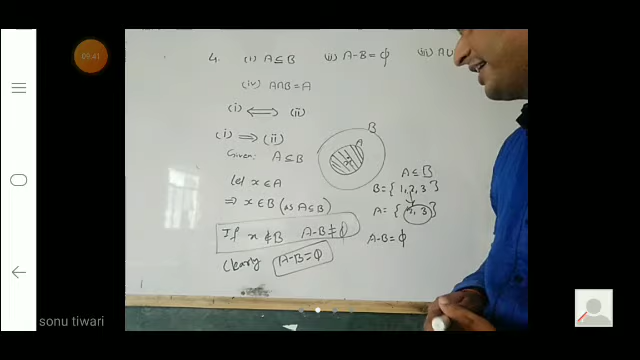 09:41
4. (i) A ⊆ B (ii) A-B = ϕ (iii) A∪
(iv) A∩B = A
(i) ⟺ (ii)
(i) ⟹ (ii)
Given: A ⊆ B
Let x ∈ A
⇒ x ∈ B (as A ⊆ B)
If x ∉ B A-B ≠ ϕ
Clearly A-B = ϕ
B
A
x
A ⊆ B
B = { 1, 2, 3 }
A = { 2, 3 }
A-B = ϕ
sonu tiwari